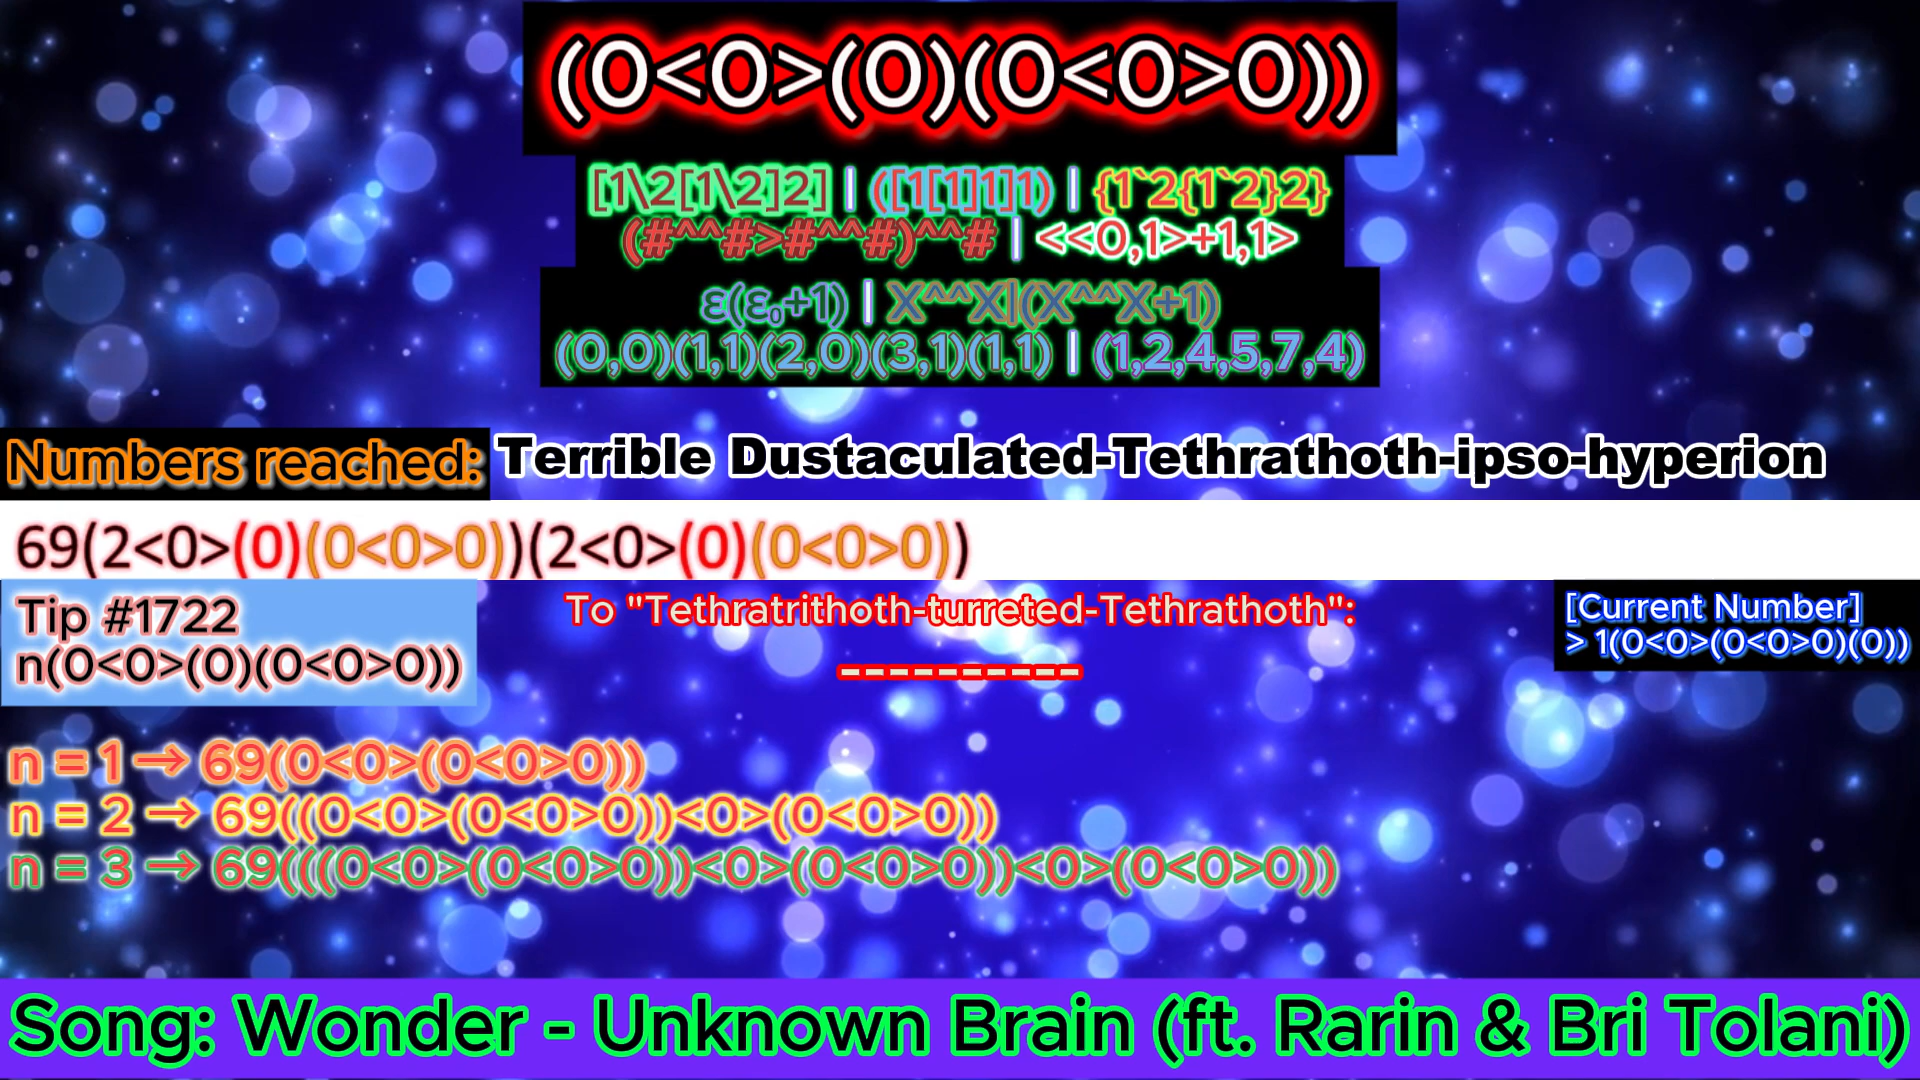 (0<0>(0)(0<0>0))
[1\2[1\2]2] | ([1[1]1]1) | {1`2{1`2}2}
(#^^#>#^^#)^^# | <<0,1>+1,1>
ε(ε₀+1) | X^^X|(X^^X+1)
(0,0)(1,1)(2,0)(3,1)(1,1) | (1,2,4,5,7,4)
Numbers reached: Terrible Dustaculated-Tethrathoth-ipso-hyperion
69(2<0>(0)(0<0>0))(2<0>(0)(0<0>0))
Tip #1722
n(0<0>(0)(0<0>0))
To "Tethratrithoth-turreted-Tethrathoth":
----------
[Current Number]
> 1(0<0>(0<0>0)(0))
n = 1 → 69(0<0>(0<0>0))
n = 2 → 69((0<0>(0<0>0))<0>(0<0>0))
n = 3 → 69(((0<0>(0<0>0))<0>(0<0>0))<0>(0<0>0))
Song: Wonder - Unknown Brain (ft. Rarin & Bri Tolani)